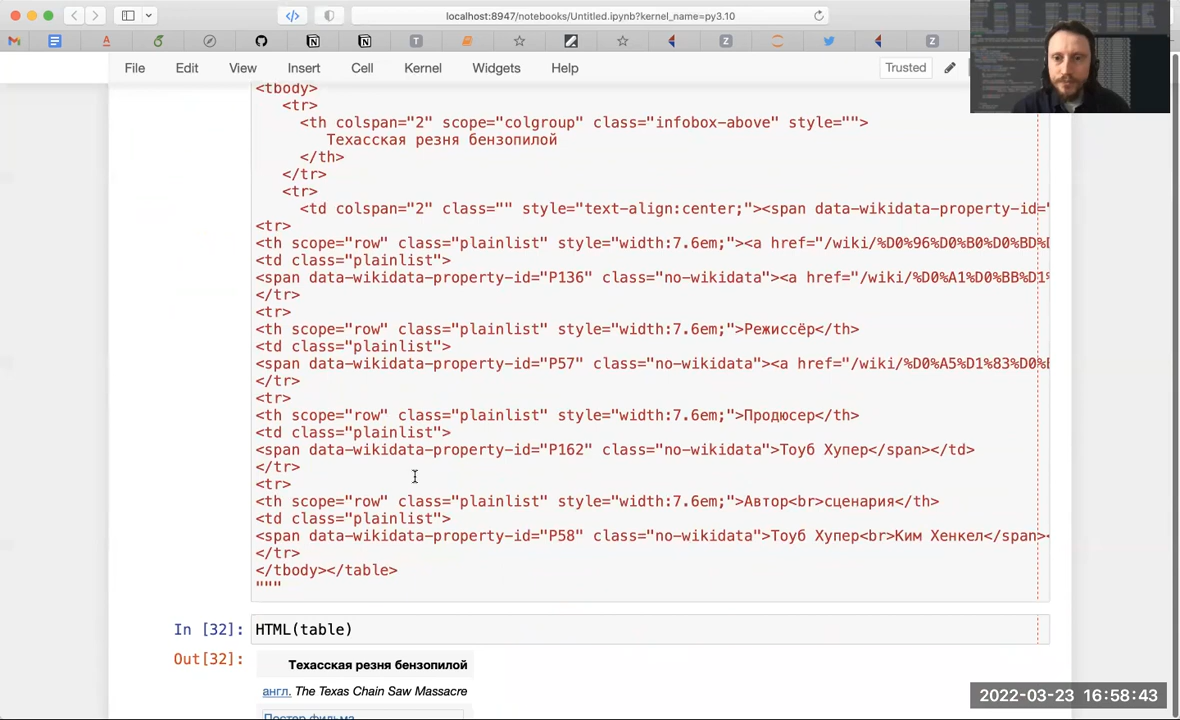 localhost:8947/notebooks/Untitled.ipynb?kernel_name=py3.10
File Edit View Insert Cell Kernel Widgets Help Trusted
<tbody>
<tr>
<th colspan="2" scope="colgroup" class="infobox-above" style="">
Техасская резня бензопилой
</th>
</tr>
<tr>
<td colspan="2" class="" style="text-align:center;"><span data-wikidata-property-id="
<tr>
<th scope="row" class="plainlist" style="width:7.6em;"><a href="/wiki/%D0%96%D0%B0%D0%BD%D
<td class="plainlist">
<span data-wikidata-property-id="P136" class="no-wikidata"><a href="/wiki/%D0%A1%D0%BB%D1%
</tr>
<tr>
<th scope="row" class="plainlist" style="width:7.6em;">Режиссёр</th>
<td class="plainlist">
<span data-wikidata-property-id="P57" class="no-wikidata"><a href="/wiki/%D0%A5%D1%83%D0%B
</tr>
<tr>
<th scope="row" class="plainlist" style="width:7.6em;">Продюсер</th>
<td class="plainlist">
<span data-wikidata-property-id="P162" class="no-wikidata">Тоуб Хупер</span></td>
</tr>
<tr>
<th scope="row" class="plainlist" style="width:7.6em;">Автор<br>сценария</th>
<td class="plainlist">
<span data-wikidata-property-id="P58" class="no-wikidata">Тоуб Хупер<br>Ким Хенкел</span><
</tr>
</tbody></table>
"""
In [32]: HTML(table)
Out[32]:
Техасская резня бензопилой
англ. The Texas Chain Saw Massacre
Постер фильма
2022-03-23 16:58:43